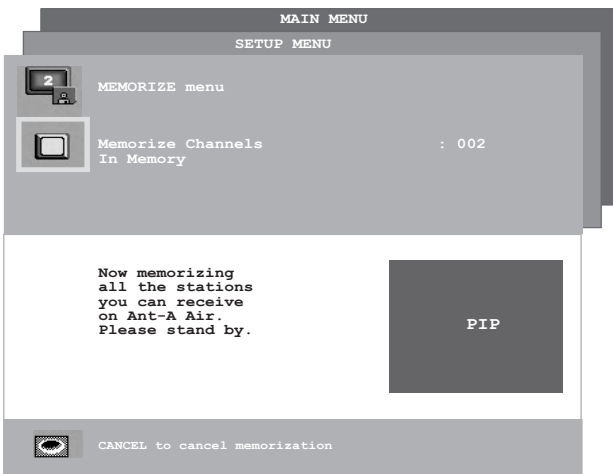 MAIN MENU
SETUP MENU
2
MEMORIZE menu
Memorize Channels : 002
In Memory
Now memorizing
all the stations
you can receive
on Ant-A Air.
Please stand by.
PIP
CANCEL to cancel memorization